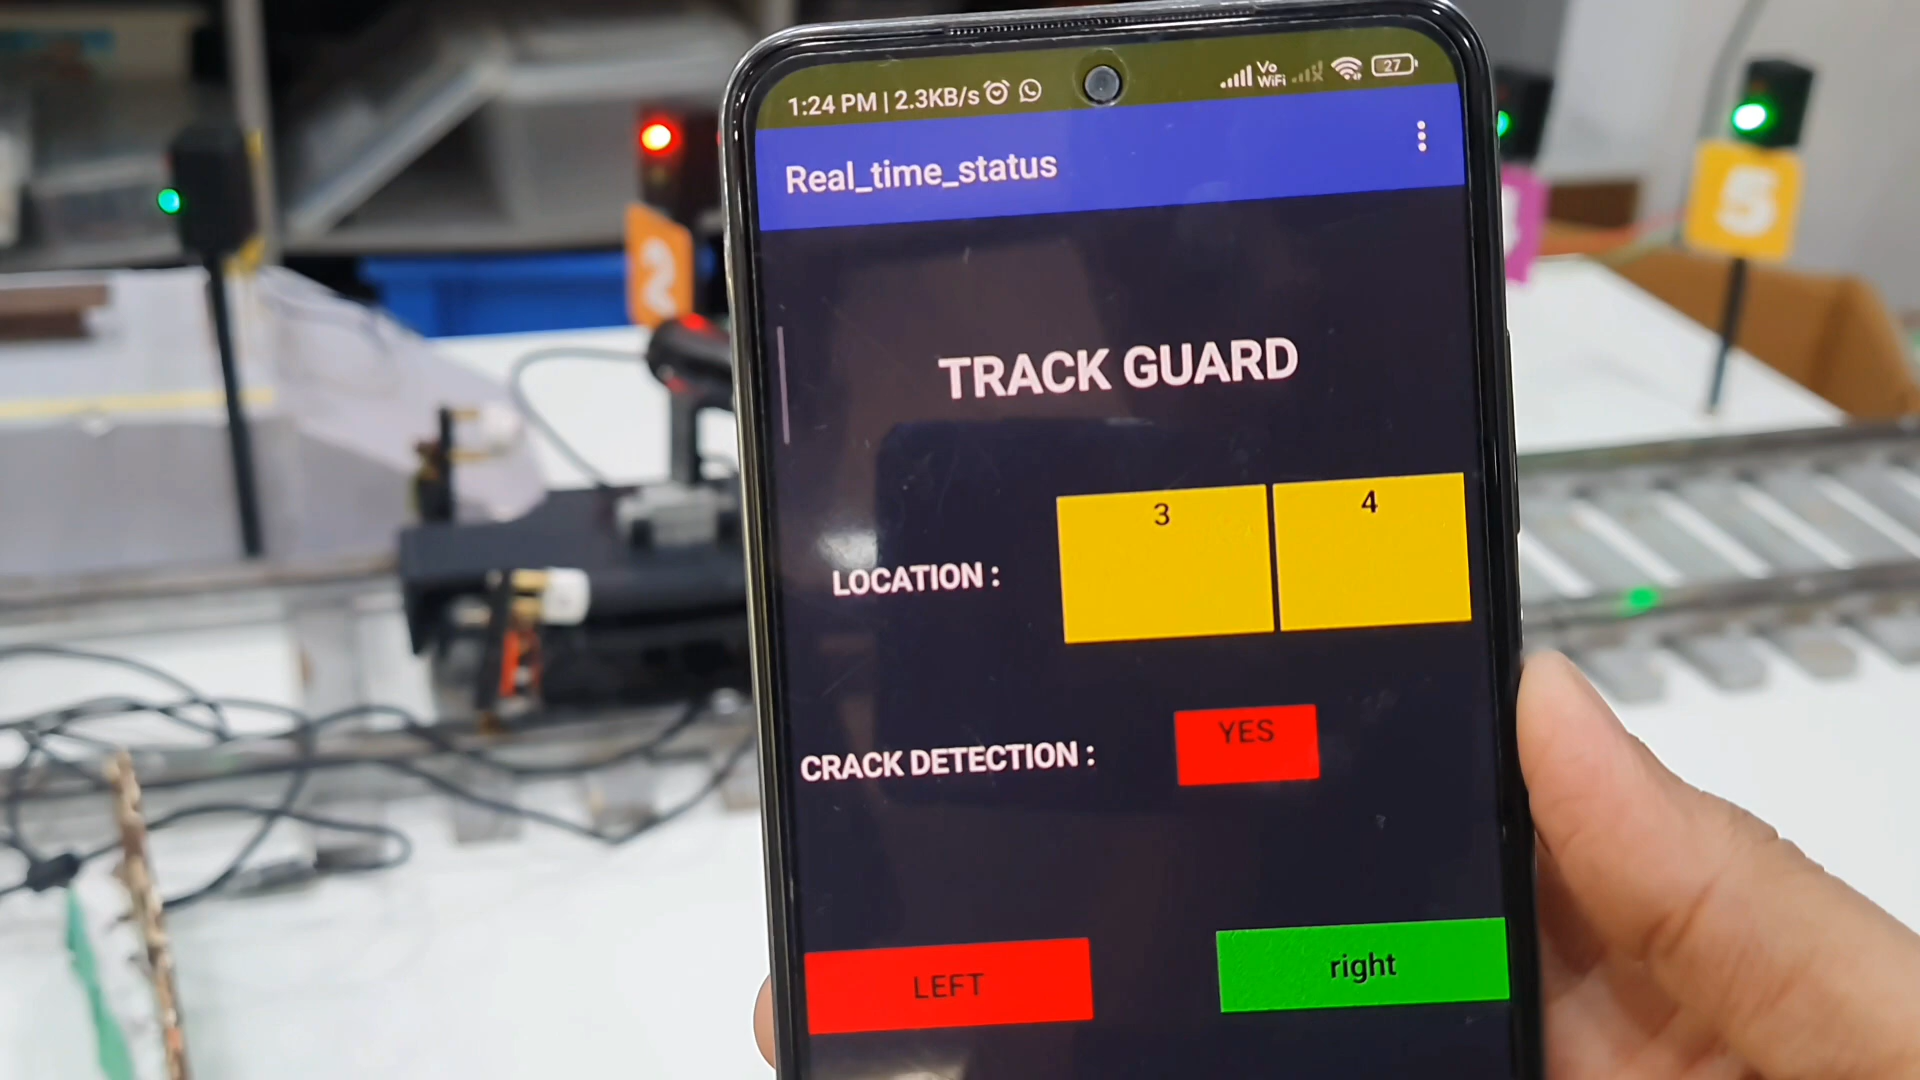 1:24 PM | 2.3KB/s
Vo
WiFi
27
Real_time_status
2
4
5
TRACK GUARD
3
4
LOCATION :
YES
CRACK DETECTION :
LEFT
right